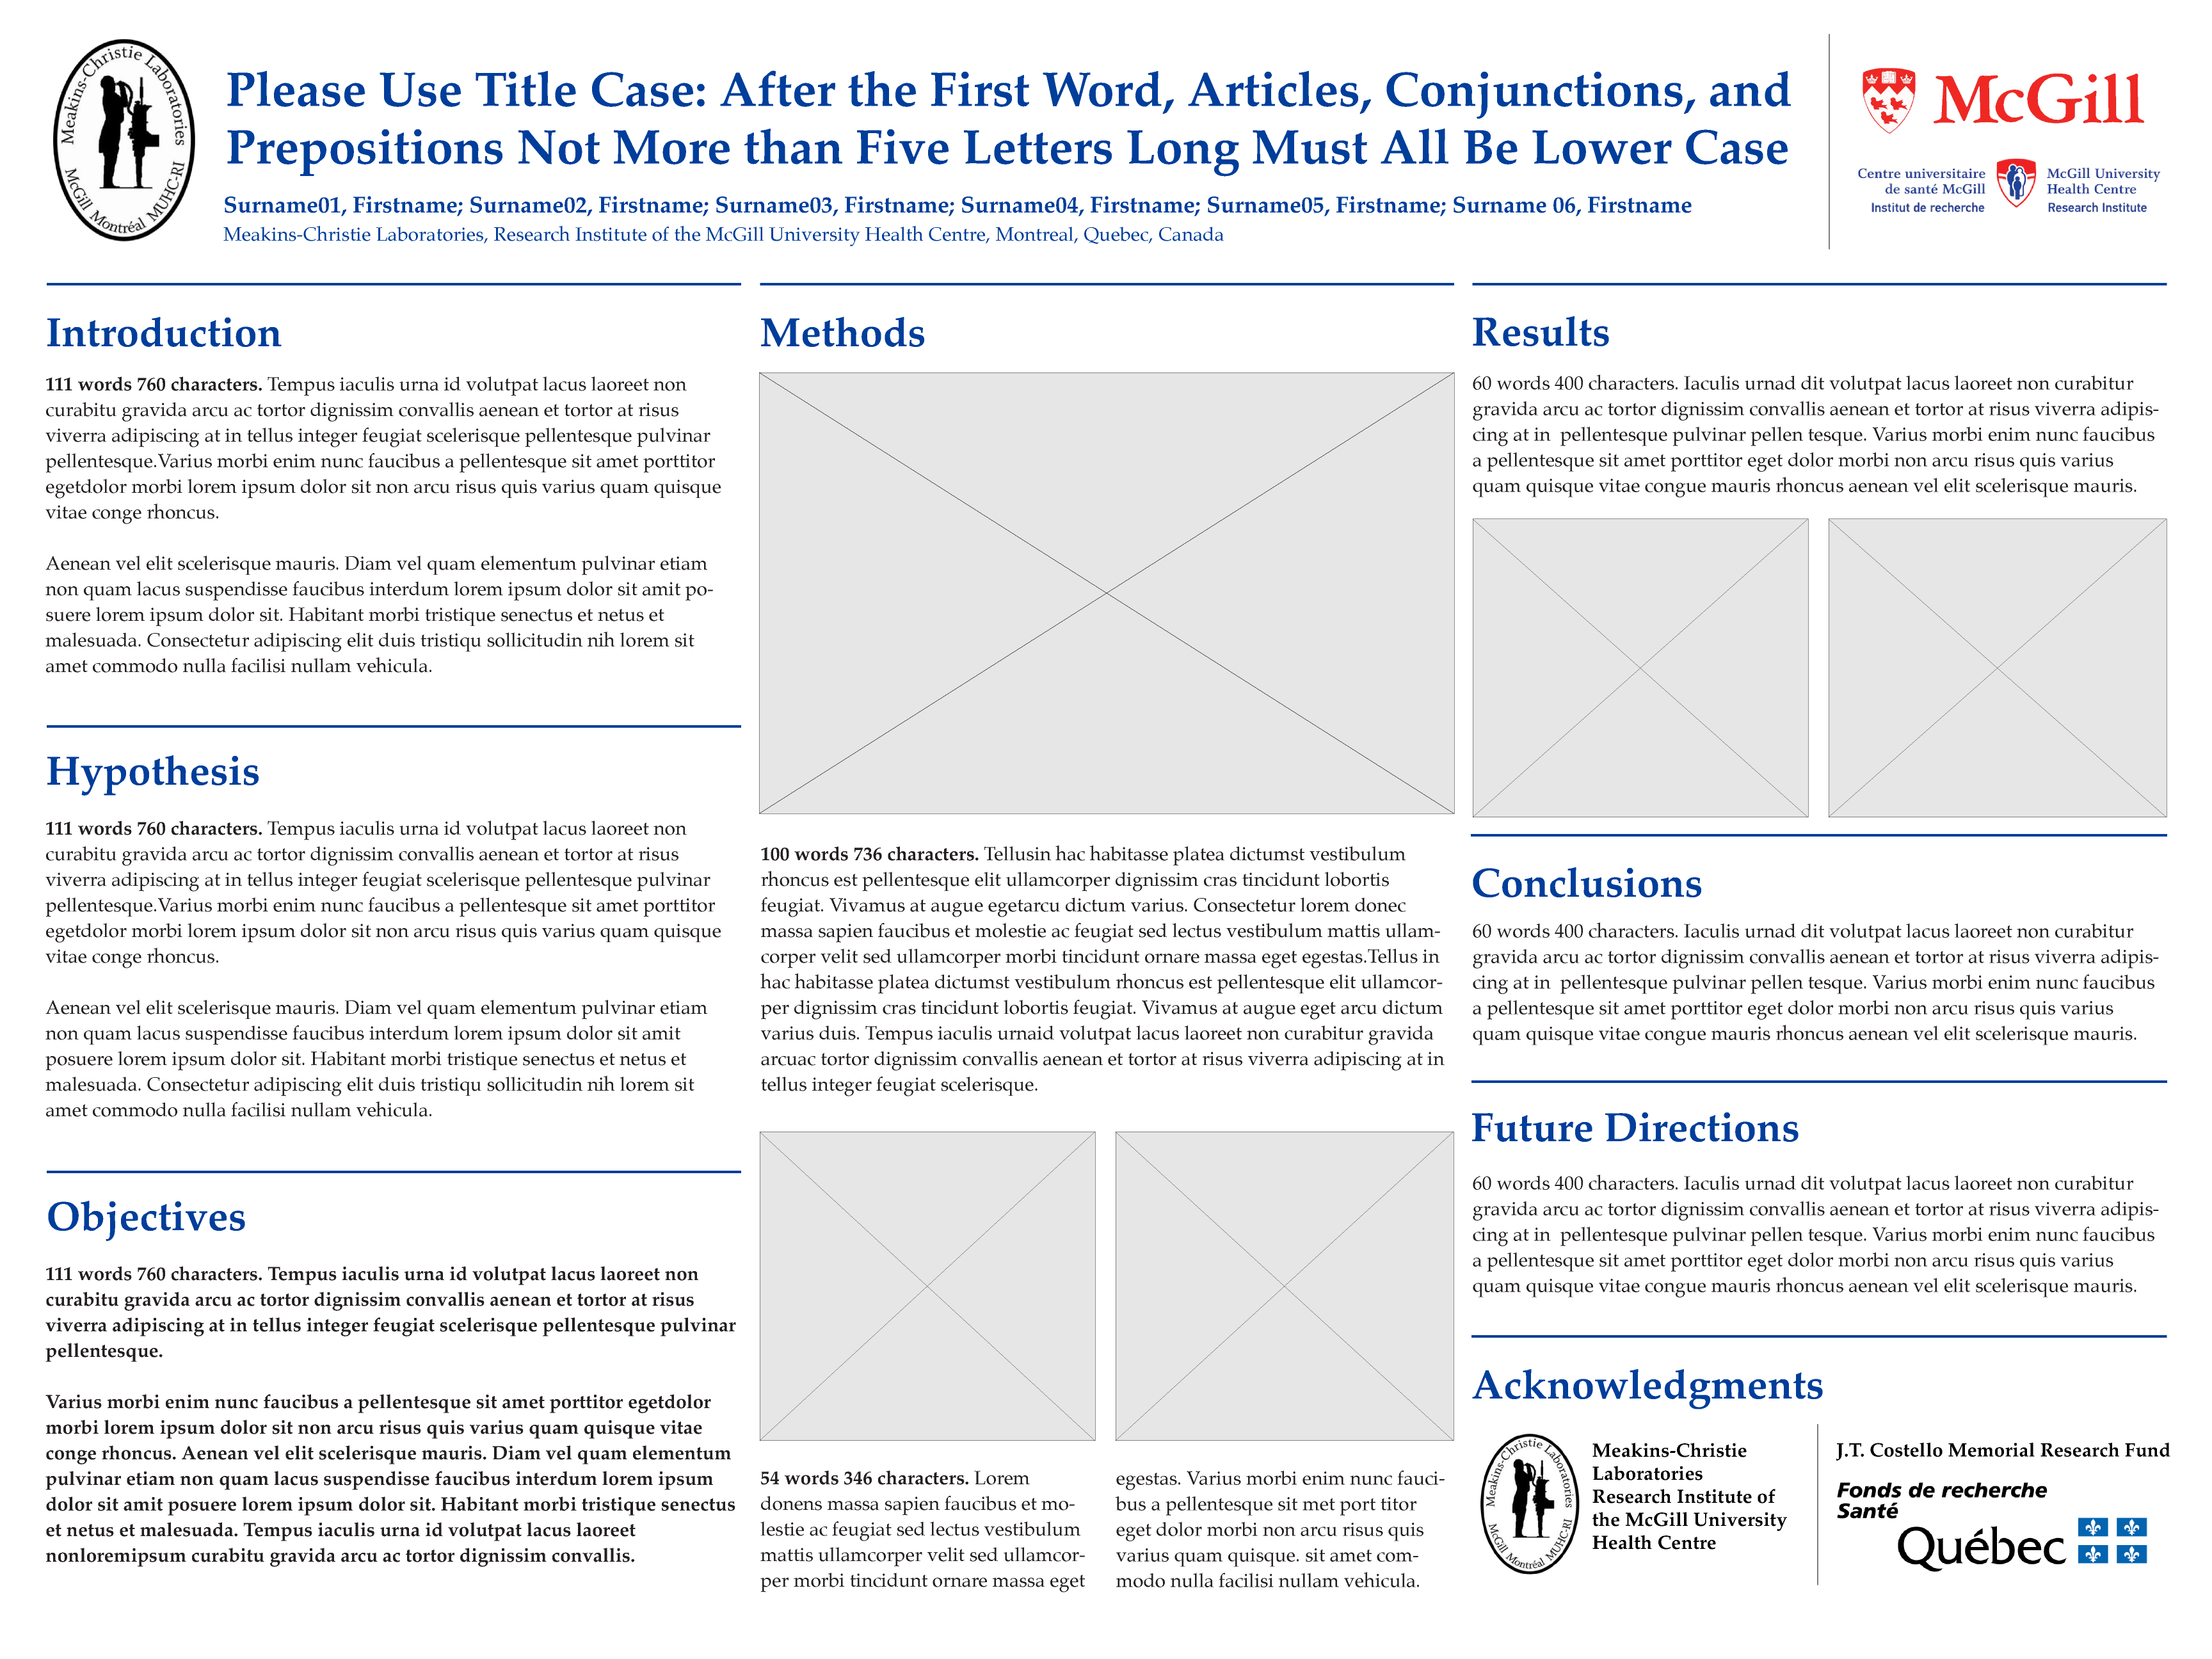 Meakins-Christie Laboratories
McGill Montréal MUHC-RI
Please Use Title Case: After the First Word, Articles, Conjunctions, and
Prepositions Not More than Five Letters Long Must All Be Lower Case
Surname01, Firstname; Surname02, Firstname; Surname03, Firstname; Surname04, Firstname; Surname05, Firstname; Surname 06, Firstname
Meakins-Christie Laboratories, Research Institute of the McGill University Health Centre, Montreal, Quebec, Canada
McGill
Centre universitaire
de santé McGill
Institut de recherche
McGill University
Health Centre
Research Institute
Introduction
111 words 760 characters. Tempus iaculis urna id volutpat lacus laoreet non
curabitu gravida arcu ac tortor dignissim convallis aenean et tortor at risus
viverra adipiscing at in tellus integer feugiat scelerisque pellentesque pulvinar
pellentesque.Varius morbi enim nunc faucibus a pellentesque sit amet porttitor
egetdolor morbi lorem ipsum dolor sit non arcu risus quis varius quam quisque
vitae conge rhoncus.
Aenean vel elit scelerisque mauris. Diam vel quam elementum pulvinar etiam
non quam lacus suspendisse faucibus interdum lorem ipsum dolor sit amit po-
suere lorem ipsum dolor sit. Habitant morbi tristique senectus et netus et
malesuada. Consectetur adipiscing elit duis tristiqu sollicitudin nih lorem sit
amet commodo nulla facilisi nullam vehicula.
Hypothesis
111 words 760 characters. Tempus iaculis urna id volutpat lacus laoreet non
curabitu gravida arcu ac tortor dignissim convallis aenean et tortor at risus
viverra adipiscing at in tellus integer feugiat scelerisque pellentesque pulvinar
pellentesque.Varius morbi enim nunc faucibus a pellentesque sit amet porttitor
egetdolor morbi lorem ipsum dolor sit non arcu risus quis varius quam quisque
vitae conge rhoncus.
Aenean vel elit scelerisque mauris. Diam vel quam elementum pulvinar etiam
non quam lacus suspendisse faucibus interdum lorem ipsum dolor sit amit
posuere lorem ipsum dolor sit. Habitant morbi tristique senectus et netus et
malesuada. Consectetur adipiscing elit duis tristiqu sollicitudin nih lorem sit
amet commodo nulla facilisi nullam vehicula.
Objectives
111 words 760 characters. Tempus iaculis urna id volutpat lacus laoreet non
curabitu gravida arcu ac tortor dignissim convallis aenean et tortor at risus
viverra adipiscing at in tellus integer feugiat scelerisque pellentesque pulvinar
pellentesque.
Varius morbi enim nunc faucibus a pellentesque sit amet porttitor egetdolor
morbi lorem ipsum dolor sit non arcu risus quis varius quam quisque vitae
conge rhoncus. Aenean vel elit scelerisque mauris. Diam vel quam elementum
pulvinar etiam non quam lacus suspendisse faucibus interdum lorem ipsum
dolor sit amit posuere lorem ipsum dolor sit. Habitant morbi tristique senectus
et netus et malesuada. Tempus iaculis urna id volutpat lacus laoreet
nonloremipsum curabitu gravida arcu ac tortor dignissim convallis.
Methods
100 words 736 characters. Tellusin hac habitasse platea dictumst vestibulum
rhoncus est pellentesque elit ullamcorper dignissim cras tincidunt lobortis
feugiat. Vivamus at augue egetarcu dictum varius. Consectetur lorem donec
massa sapien faucibus et molestie ac feugiat sed lectus vestibulum mattis ullam-
corper velit sed ullamcorper morbi tincidunt ornare massa eget egestas.Tellus in
hac habitasse platea dictumst vestibulum rhoncus est pellentesque elit ullamcor-
per dignissim cras tincidunt lobortis feugiat. Vivamus at augue eget arcu dictum
varius duis. Tempus iaculis urnaid volutpat lacus laoreet non curabitur gravida
arcuac tortor dignissim convallis aenean et tortor at risus viverra adipiscing at in
tellus integer feugiat scelerisque.
54 words 346 characters. Lorem
donens massa sapien faucibus et mo-
lestie ac feugiat sed lectus vestibulum
mattis ullamcorper velit sed ullamcor-
per morbi tincidunt ornare massa eget
egestas. Varius morbi enim nunc fauci-
bus a pellentesque sit met port titor
eget dolor morbi non arcu risus quis
varius quam quisque. sit amet com-
modo nulla facilisi nullam vehicula.
Results
60 words 400 characters. Iaculis urnad dit volutpat lacus laoreet non curabitur
gravida arcu ac tortor dignissim convallis aenean et tortor at risus viverra adipis-
cing at in  pellentesque pulvinar pellen tesque. Varius morbi enim nunc faucibus
a pellentesque sit amet porttitor eget dolor morbi non arcu risus quis varius
quam quisque vitae congue mauris rhoncus aenean vel elit scelerisque mauris.
Conclusions
60 words 400 characters. Iaculis urnad dit volutpat lacus laoreet non curabitur
gravida arcu ac tortor dignissim convallis aenean et tortor at risus viverra adipis-
cing at in  pellentesque pulvinar pellen tesque. Varius morbi enim nunc faucibus
a pellentesque sit amet porttitor eget dolor morbi non arcu risus quis varius
quam quisque vitae congue mauris rhoncus aenean vel elit scelerisque mauris.
Future Directions
60 words 400 characters. Iaculis urnad dit volutpat lacus laoreet non curabitur
gravida arcu ac tortor dignissim convallis aenean et tortor at risus viverra adipis-
cing at in  pellentesque pulvinar pellen tesque. Varius morbi enim nunc faucibus
a pellentesque sit amet porttitor eget dolor morbi non arcu risus quis varius
quam quisque vitae congue mauris rhoncus aenean vel elit scelerisque mauris.
Acknowledgments
Meakins-Christie Laboratories
McGill Montréal MUHC-RI
Meakins-Christie
Laboratories
Research Institute of
the McGill University
Health Centre
J.T. Costello Memorial Research Fund
Fonds de recherche
Santé
Québec